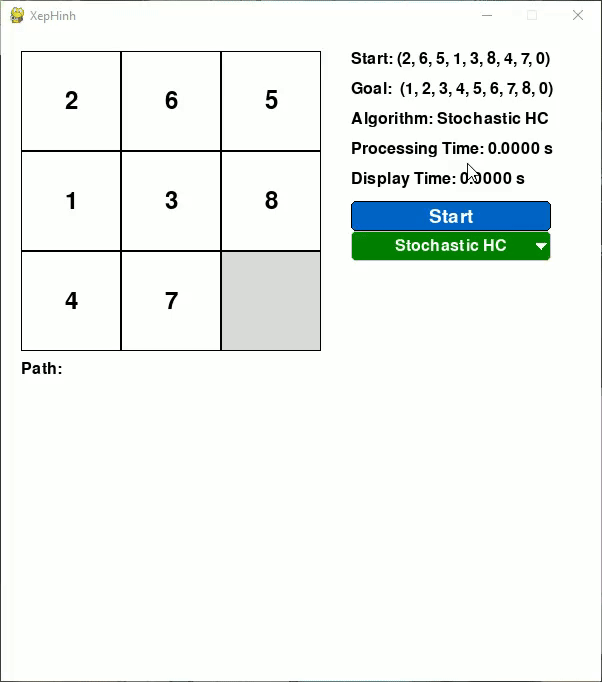 XepHinh
2 6 5
1 3 8
4 7
Path:
Start: (2, 6, 5, 1, 3, 8, 4, 7, 0)
Goal: (1, 2, 3, 4, 5, 6, 7, 8, 0)
Algorithm: Stochastic HC
Processing Time: 0.0000 s
Display Time: 0.0000 s
Start
Stochastic HC